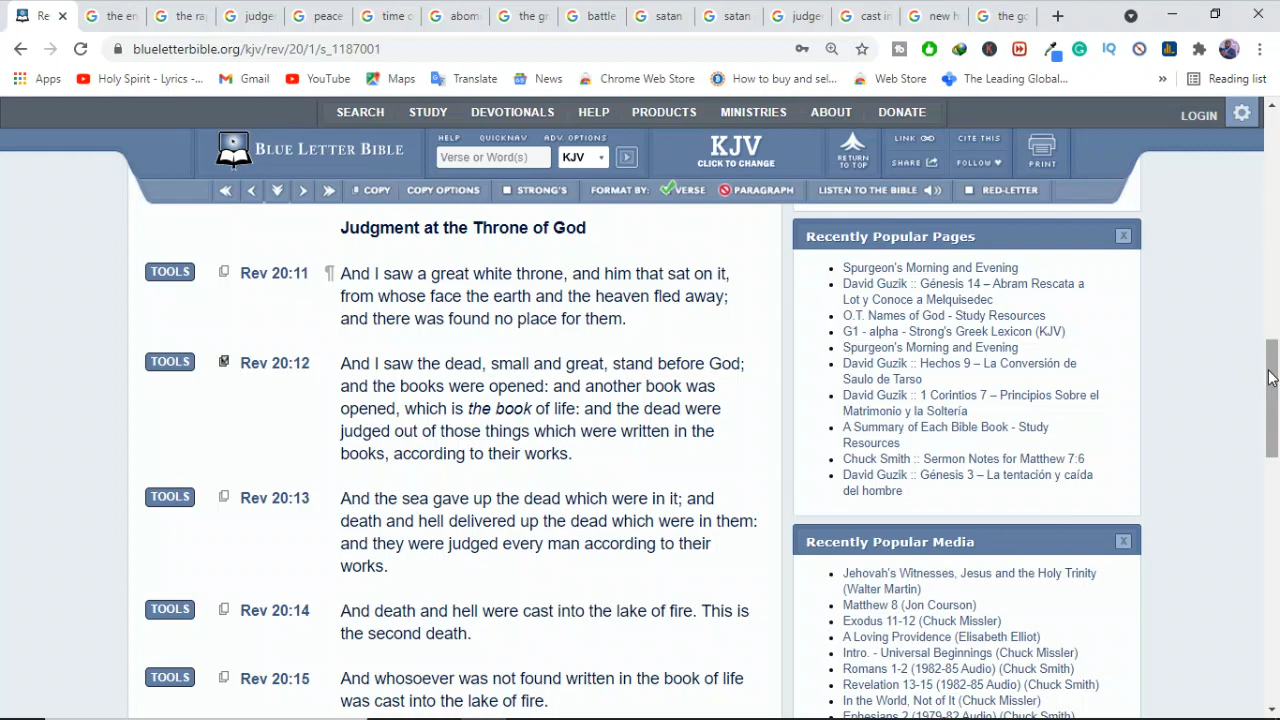 Re
the en
the ra
judge
peace
time o
abom
the gr
battle
satan
satan
judge
cast in
new h
the go
blueletterbible.org/kjv/rev/20/1/s_1187001
Apps
Holy Spirit - Lyrics -...
Gmail
YouTube
Maps
Translate
News
Chrome Web Store
How to buy and sel...
Web Store
The Leading Global...
»
Reading list
SEARCH STUDY DEVOTIONALS HELP PRODUCTS MINISTRIES ABOUT DONATE
LOGIN
BLUE LETTER BIBLE
HELP QUICKNAV ADV. OPTIONS
Verse or Word(s)
KJV
KJV
CLICK TO CHANGE
RETURN
TO TOP
LINK
CITE THIS
SHARE
FOLLOW
PRINT
COPY COPY OPTIONS STRONG'S FORMAT BY: VERSE PARAGRAPH LISTEN TO THE BIBLE RED-LETTER
Judgment at the Throne of God
TOOLS Rev 20:11 ¶ And I saw a great white throne, and him that sat on it,
from whose face the earth and the heaven fled away;
and there was found no place for them.
TOOLS Rev 20:12 And I saw the dead, small and great, stand before God;
and the books were opened: and another book was
opened, which is the book of life: and the dead were
judged out of those things which were written in the
books, according to their works.
TOOLS Rev 20:13 And the sea gave up the dead which were in it; and
death and hell delivered up the dead which were in them:
and they were judged every man according to their
works.
TOOLS Rev 20:14 And death and hell were cast into the lake of fire. This is
the second death.
TOOLS Rev 20:15 And whosoever was not found written in the book of life
was cast into the lake of fire.
Recently Popular Pages X
Spurgeon's Morning and Evening
David Guzik :: Génesis 14 – Abram Rescata a
Lot y Conoce a Melquisedec
O.T. Names of God - Study Resources
G1 - alpha - Strong's Greek Lexicon (KJV)
Spurgeon's Morning and Evening
David Guzik :: Hechos 9 – La Conversión de
Saulo de Tarso
David Guzik :: 1 Corintios 7 – Principios Sobre el
Matrimonio y la Soltería
A Summary of Each Bible Book - Study
Resources
Chuck Smith :: Sermon Notes for Matthew 7:6
David Guzik :: Génesis 3 – La tentación y caída
del hombre
Recently Popular Media X
Jehovah's Witnesses, Jesus and the Holy Trinity
(Walter Martin)
Matthew 8 (Jon Courson)
Exodus 11-12 (Chuck Missler)
A Loving Providence (Elisabeth Elliot)
Intro. - Universal Beginnings (Chuck Missler)
Romans 1-2 (1982-85 Audio) (Chuck Smith)
Revelation 13-15 (1982-85 Audio) (Chuck Smith)
In the World, Not of It (Chuck Missler)
Ephesians 2 (1979-82 Audio) (Chuck Smith)